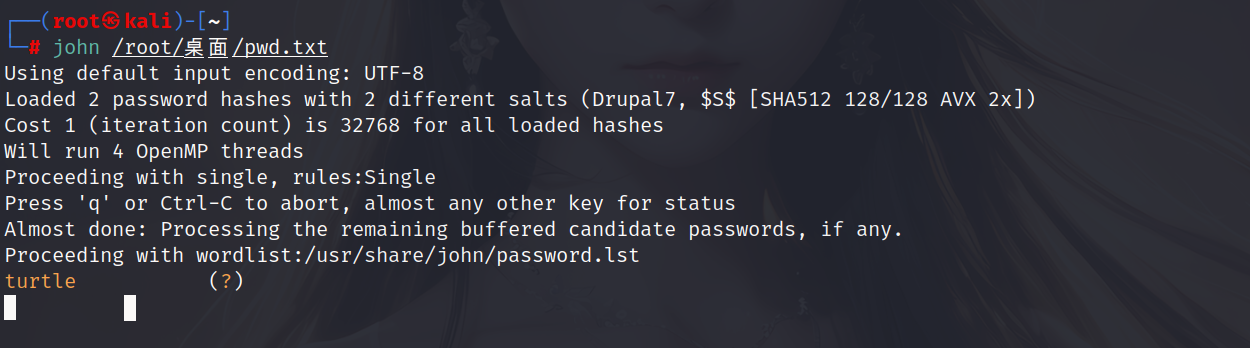 ┌──(root㉿kali)-[~]
└─# john /root/桌面/pwd.txt
Using default input encoding: UTF-8
Loaded 2 password hashes with 2 different salts (Drupal7, $S$ [SHA512 128/128 AVX 2x])
Cost 1 (iteration count) is 32768 for all loaded hashes
Will run 4 OpenMP threads
Proceeding with single, rules:Single
Press 'q' or Ctrl-C to abort, almost any other key for status
Almost done: Processing the remaining buffered candidate passwords, if any.
Proceeding with wordlist:/usr/share/john/password.lst
turtle           (?)